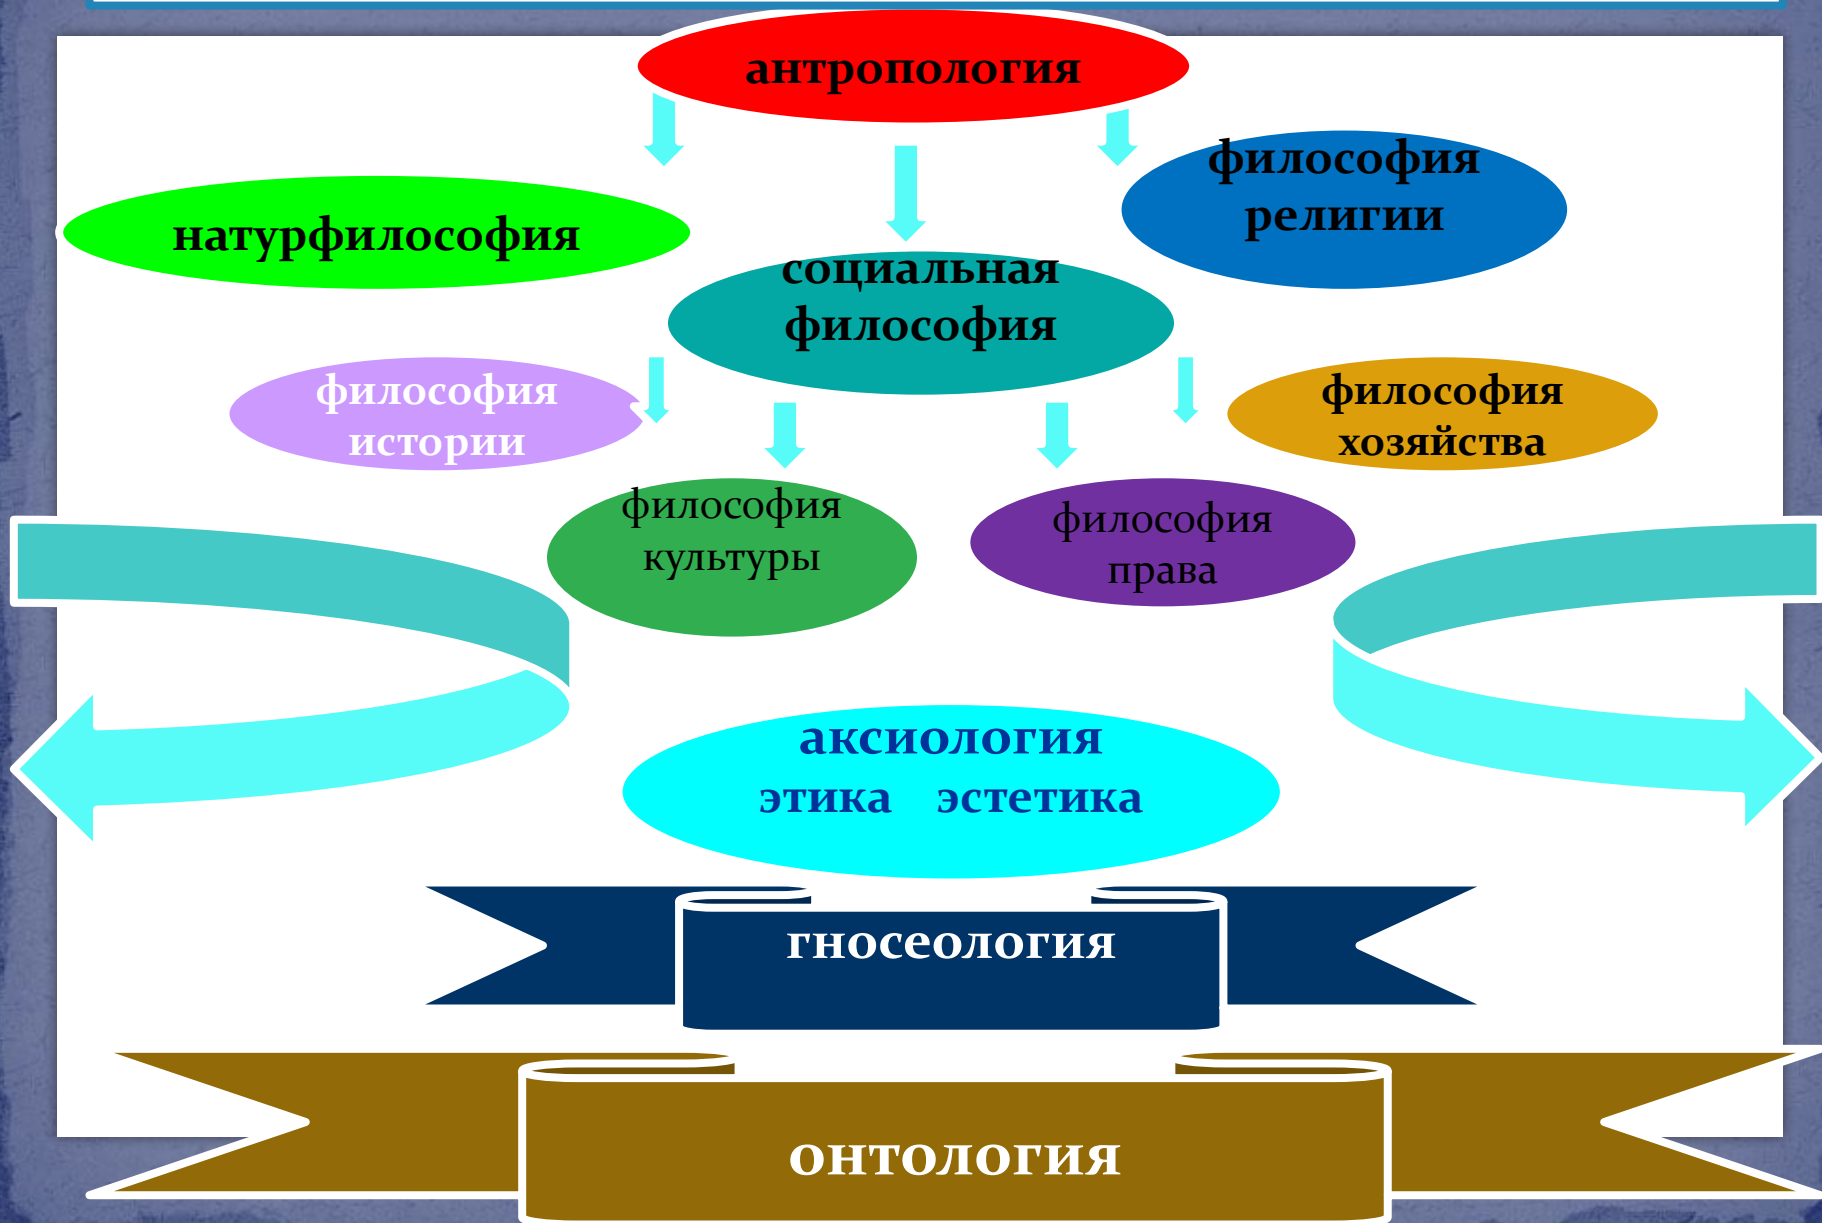 антропология
философия
религии
натурфилософия
социальная
философия
философия
истории
философия
хозяйства
философия
культуры
философия
права
аксиология
этика эстетика
гносеология
онтология